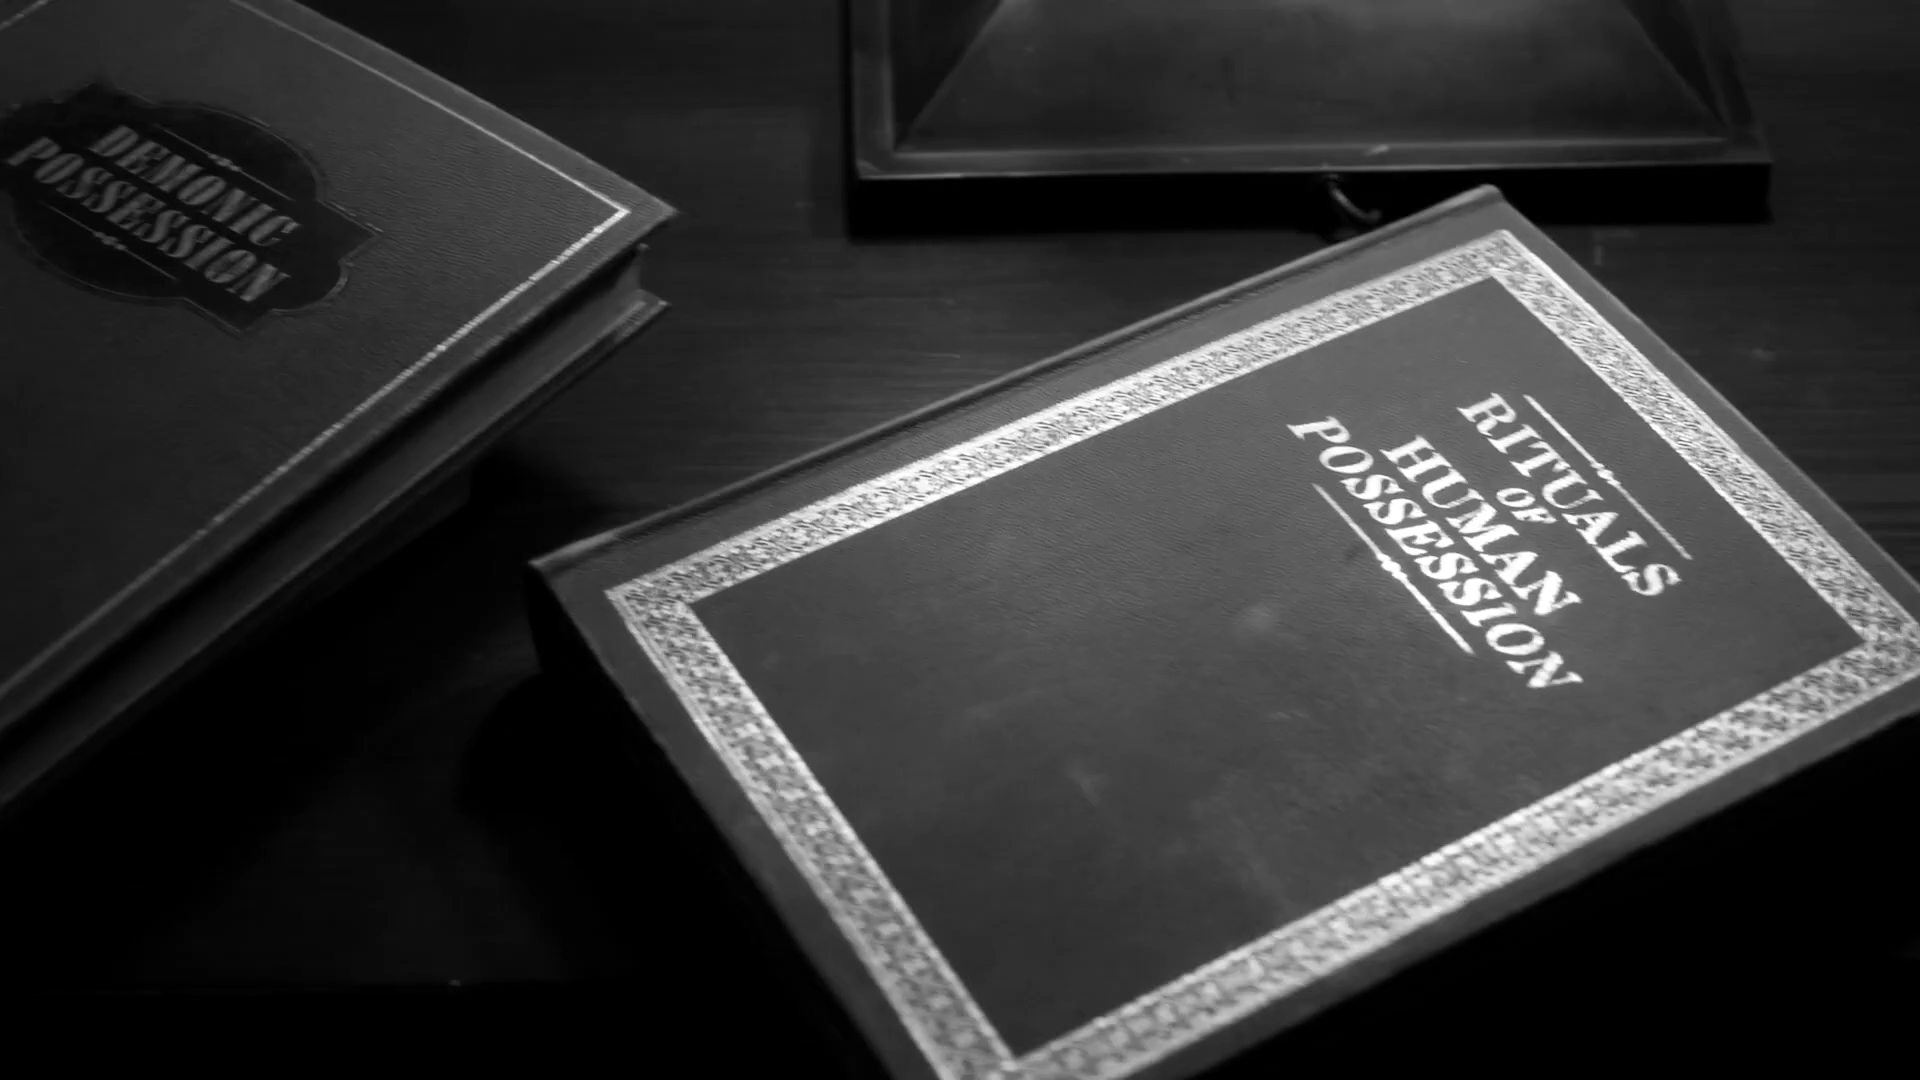 DEMONIC
POSSESSION
RITUALS
OF
HUMAN
POSSESSION